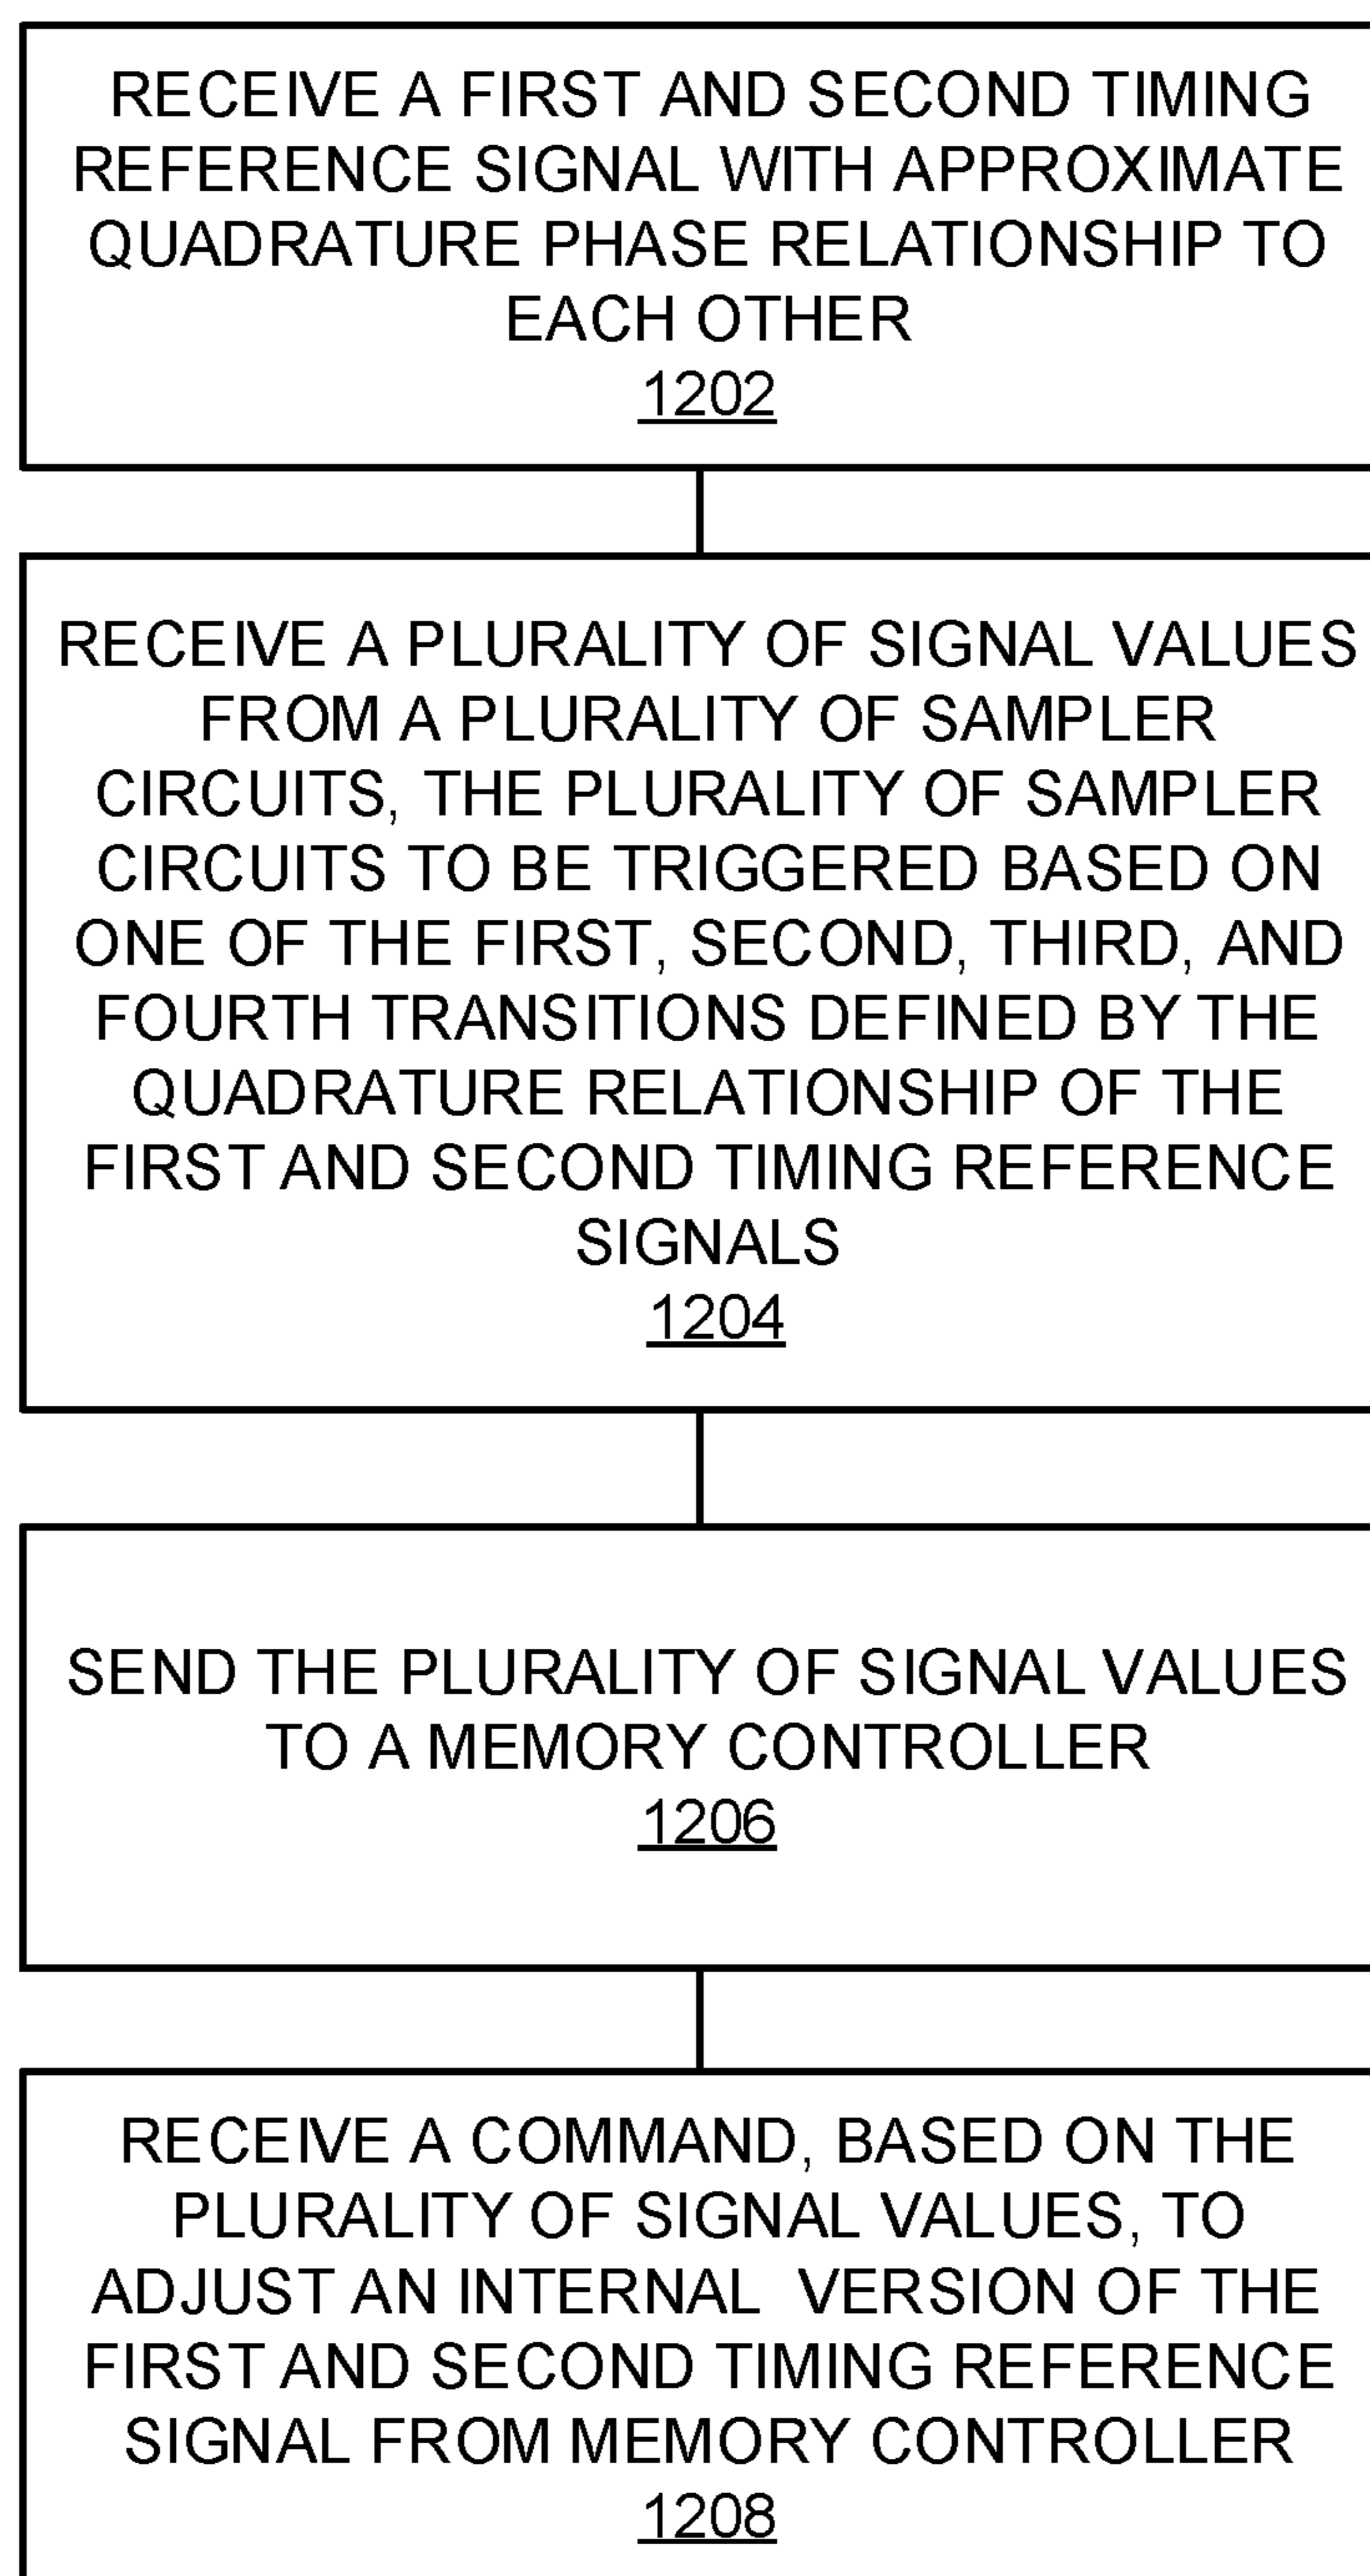 RECEIVE A FIRST AND SECOND TIMING
REFERENCE SIGNAL WITH APPROXIMATE
QUADRATURE PHASE RELATIONSHIP TO
EACH OTHER
1202
RECEIVE A PLURALITY OF SIGNAL VALUES
FROM A PLURALITY OF SAMPLER
CIRCUITS, THE PLURALITY OF SAMPLER
CIRCUITS TO BE TRIGGERED BASED ON
ONE OF THE FIRST, SECOND, THIRD, AND
FOURTH TRANSITIONS DEFINED BY THE
QUADRATURE RELATIONSHIP OF THE
FIRST AND SECOND TIMING REFERENCE
SIGNALS
1204
SEND THE PLURALITY OF SIGNAL VALUES
TO A MEMORY CONTROLLER
1206
RECEIVE A COMMAND, BASED ON THE
PLURALITY OF SIGNAL VALUES, TO
ADJUST AN INTERNAL VERSION OF THE
FIRST AND SECOND TIMING REFERENCE
SIGNAL FROM MEMORY CONTROLLER
1208